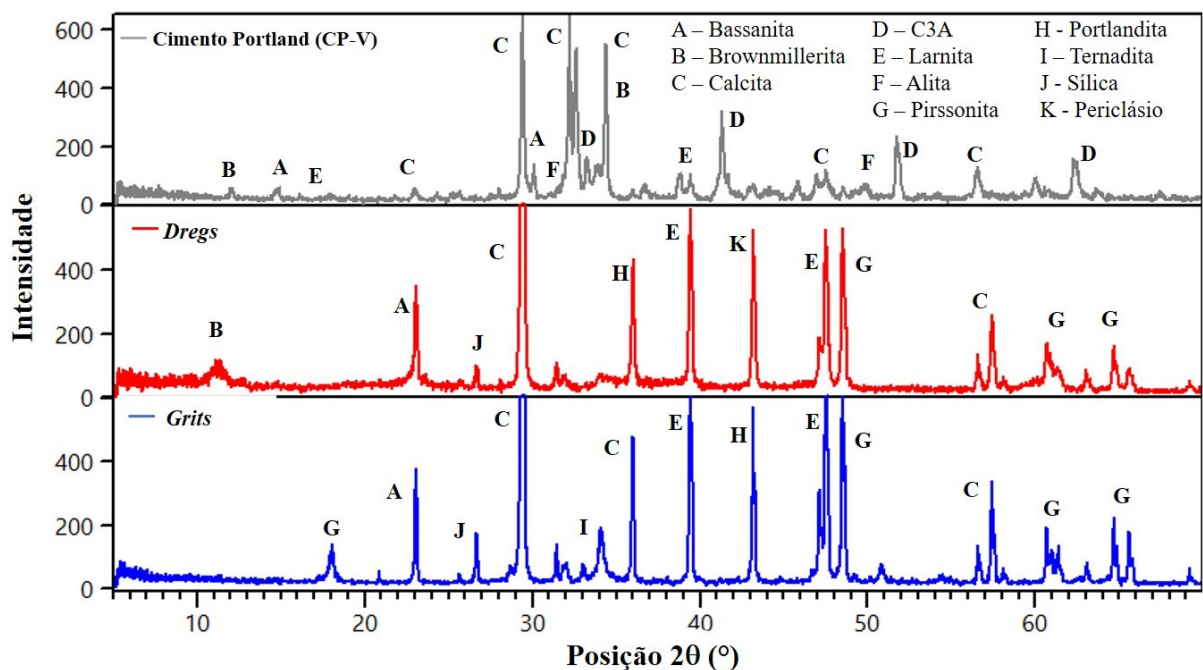 Cimento Portland (CP-V)
A – Bassanita
B – Brownmillerita
C – Calcita
D – C3A
E – Larnita
F – Alita
G – Pirssonita
H - Portlandita
I – Ternadita
J – Sílica
K - Periclásio
600
400
200
0
B
A
E
C
C
A
F
C
D
C
B
E
D
C
F
D
C
D
Dregs
400
200
0
B
A
J
C
H
E
K
E
G
C
G
G
Grits
400
200
0
G
A
J
C
I
C
E
H
E
G
C
G
G
10
20
30
40
50
60
Intensidade
Posição 2θ (°)